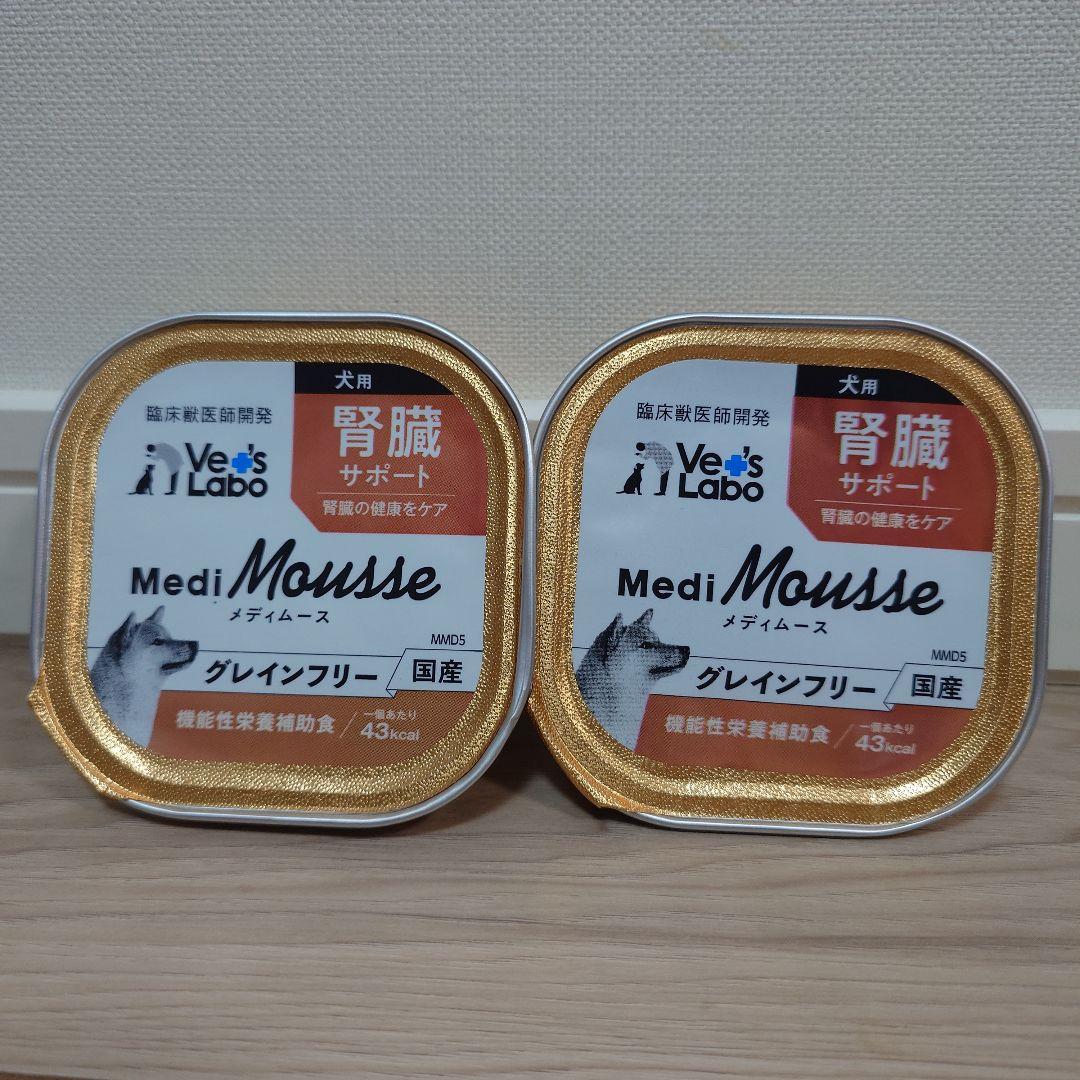 犬用
臨床獣医師開発
腎臓
サポート
腎臓の健康をケア
Vet's
Labo
Medi Mousse
メディムース
MMD5
グレインフリー 国産
機能性栄養補助食 / 一個あたり 43kcal
犬用
臨床獣医師開発
腎臓
サポート
腎臓の健康をケア
Vet's
Labo
Medi Mousse
メディムース
MMD5
グレインフリー 国産
機能性栄養補助食 / 一個あたり 43kcal